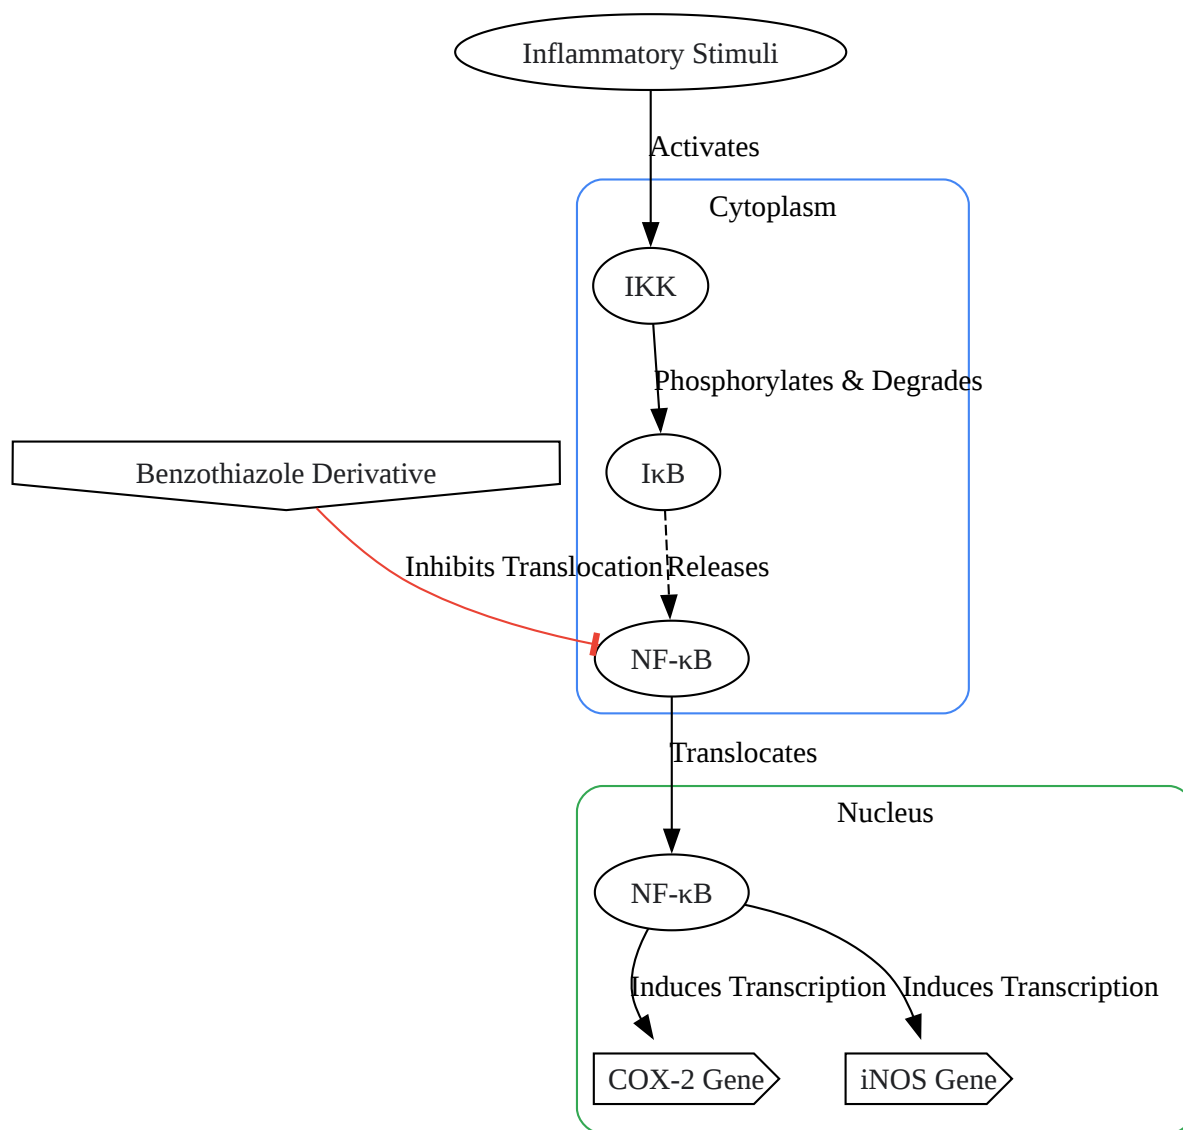 Inflammatory Stimuli
Activates
Cytoplasm
IKK
Phosphorylates & Degrades
Benzothiazole Derivative
IκB
Inhibits Translocation
Releases
NF-κB
Translocates
Nucleus
NF-κB
Induces Transcription
Induces Transcription
COX-2 Gene
iNOS Gene